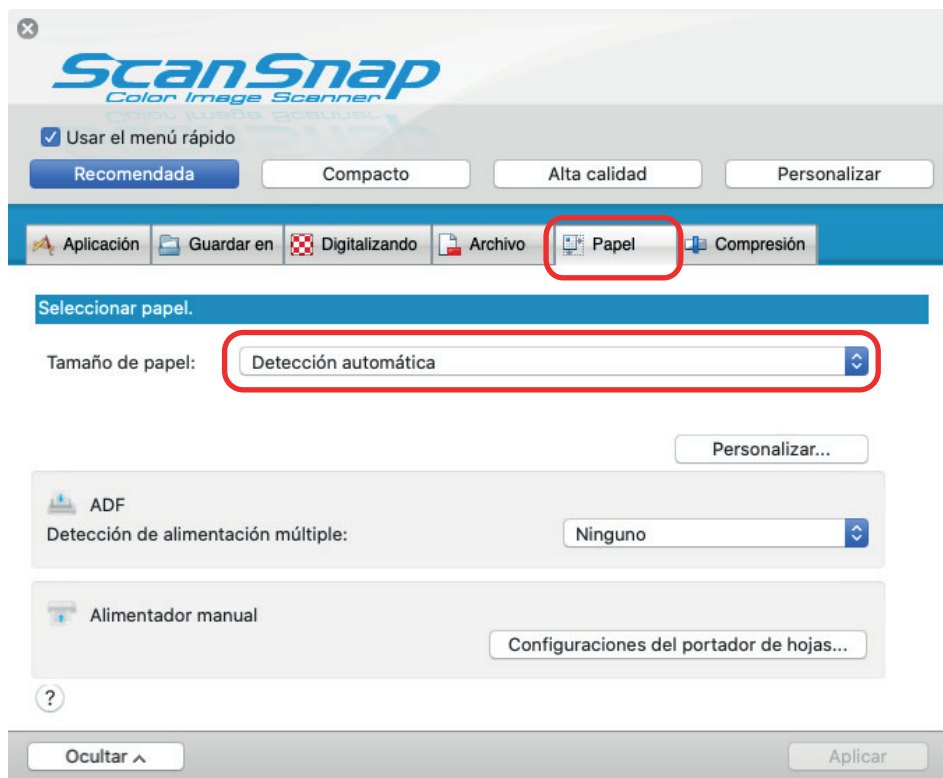 ScanSnap
Color Image Scanner
Usar el menú rápido
Recomendada Compacto Alta calidad Personalizar
Aplicación Guardar en Digitalizando Archivo Papel Compresión
Seleccionar papel.
Tamaño de papel: Detección automática
Personalizar...
ADF
Detección de alimentación múltiple: Ninguno
Alimentador manual
Configuraciones del portador de hojas...
?
Ocultar Aplicar